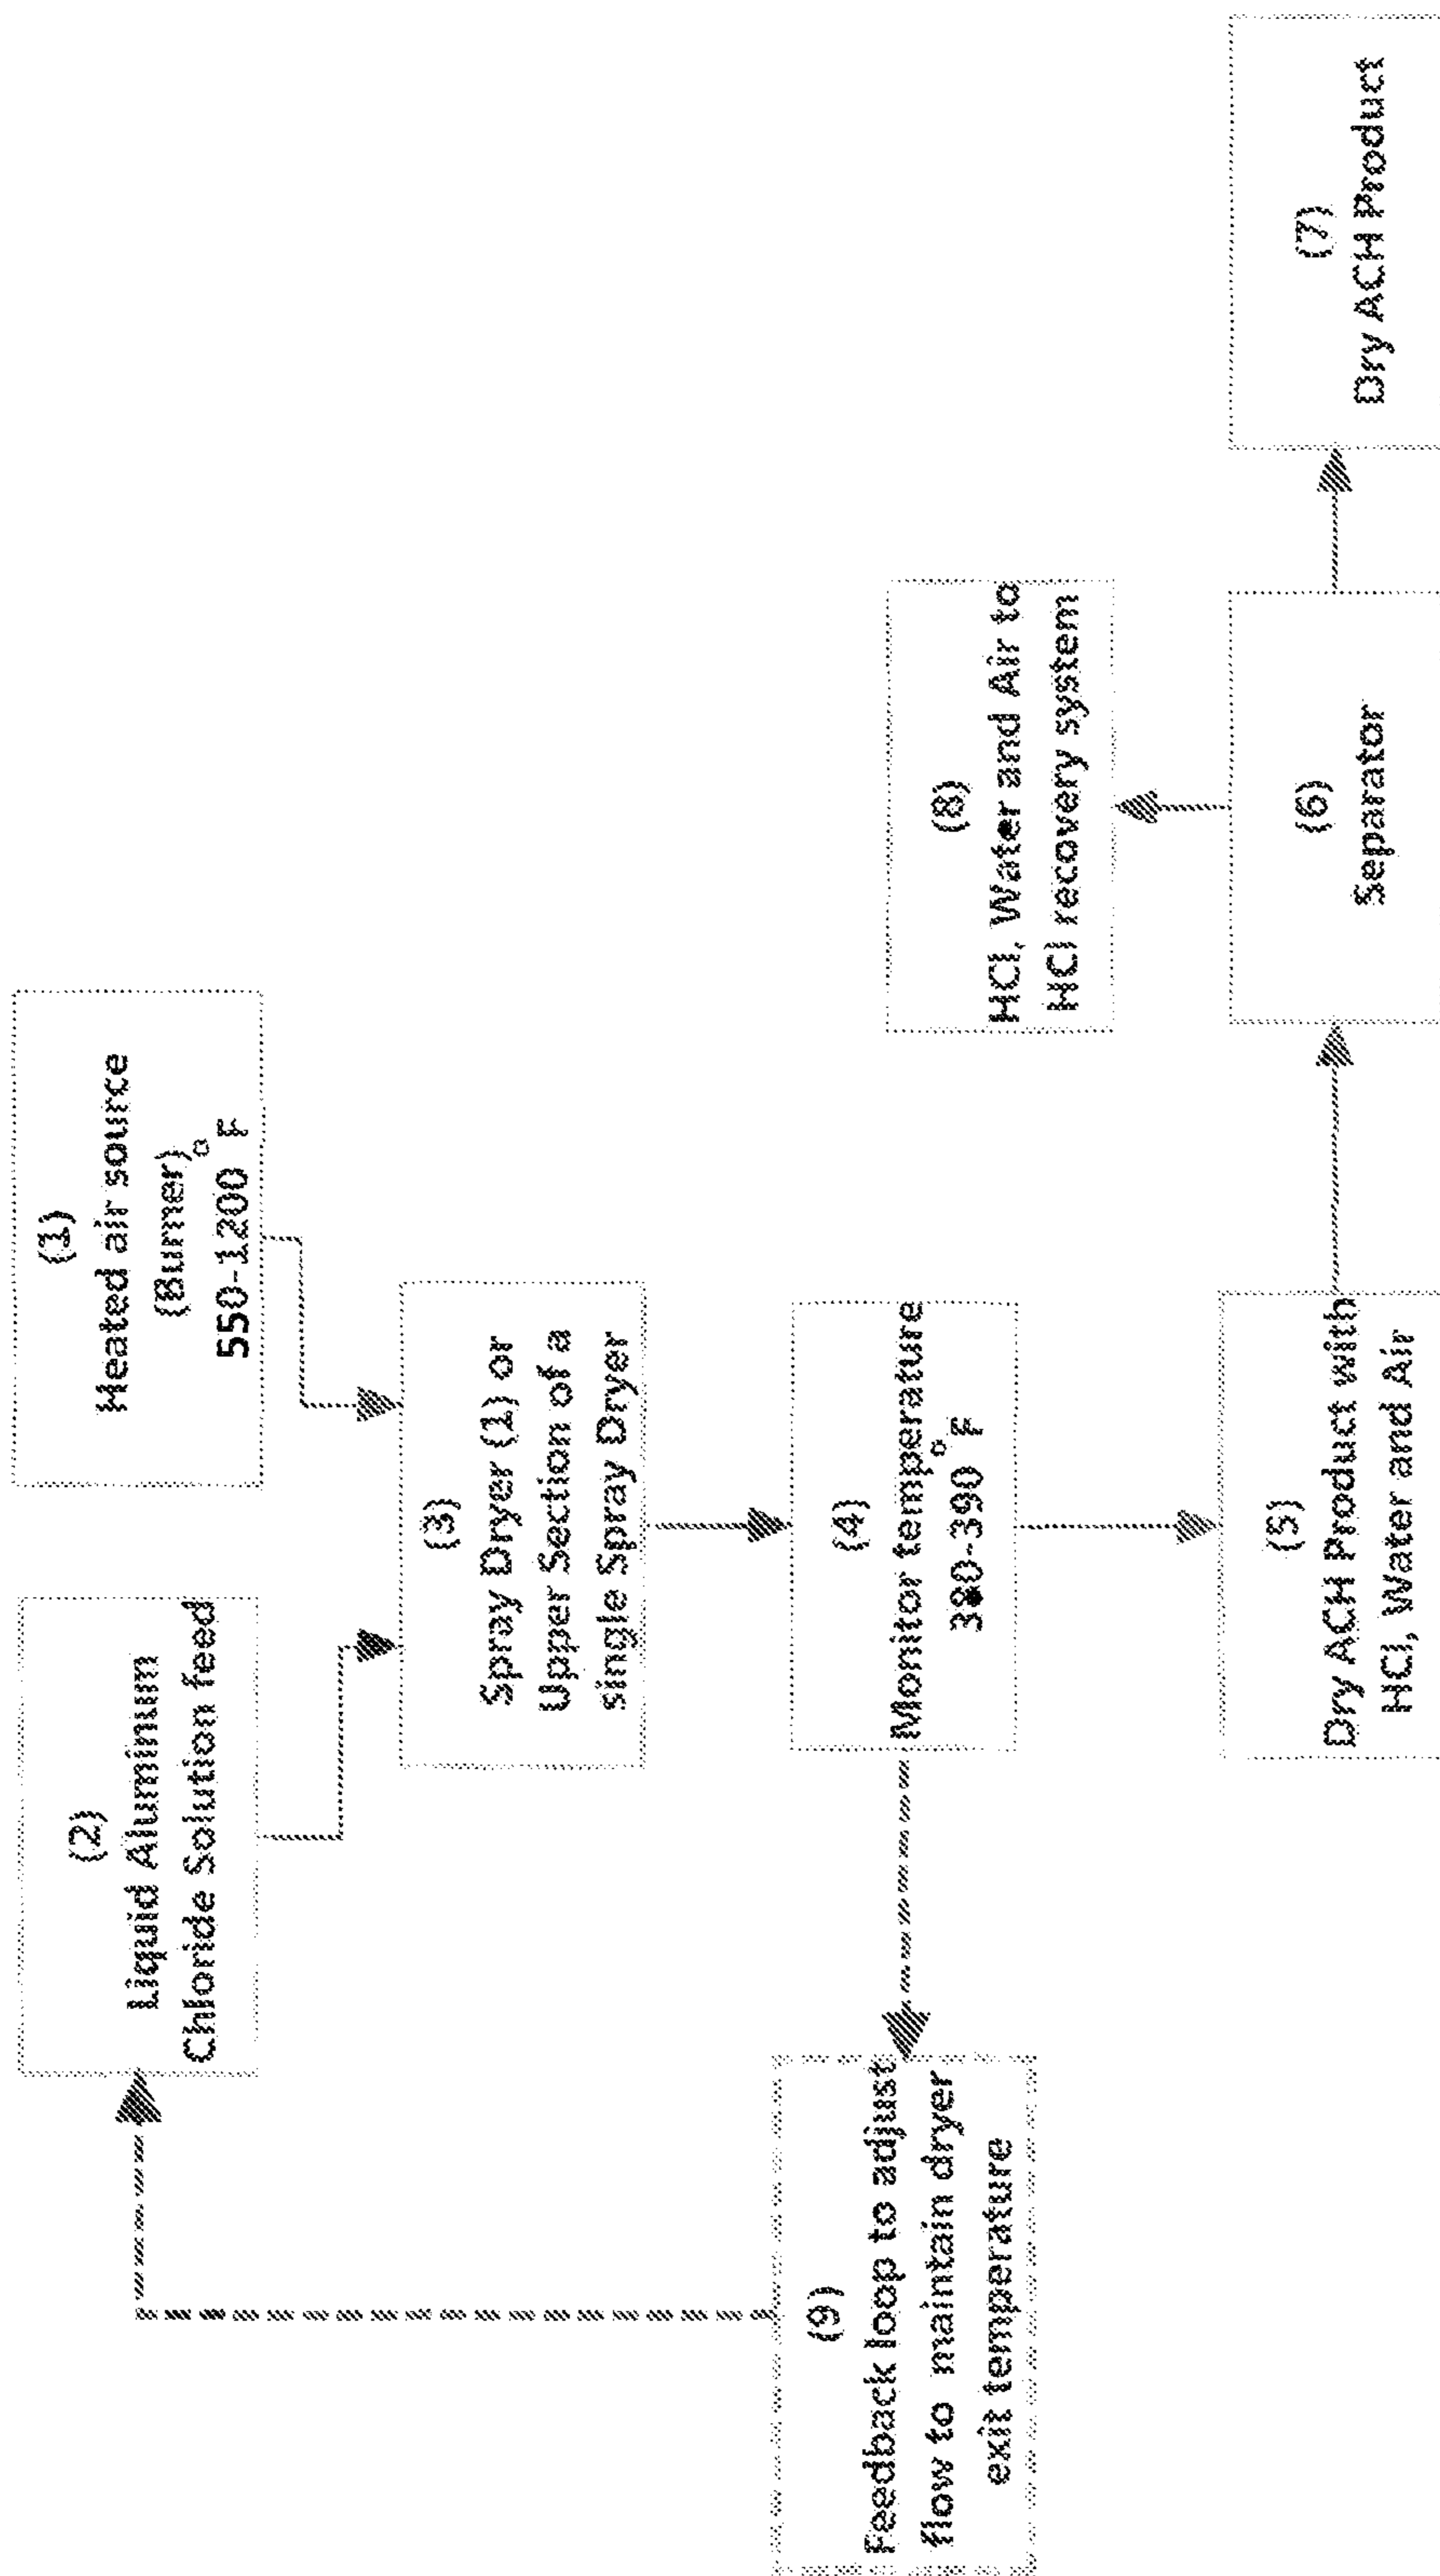 (1)
Heated air source
(Burner)
550-1200 °F
(2)
Liquid Aluminum
Chloride Solution feed
(3)
Spray Dryer (1) or
Upper Section of a
single Spray Dryer
(4)
Monitor temperature
380-390 °F
(5)
Dry ACH Product with
HCl, Water and Air
(6)
Separator
(7)
Dry ACH Product
(8)
HCl, Water and Air to
HCl recovery system
(9)
Feedback loop to adjust
flow to maintain dryer
exit temperature